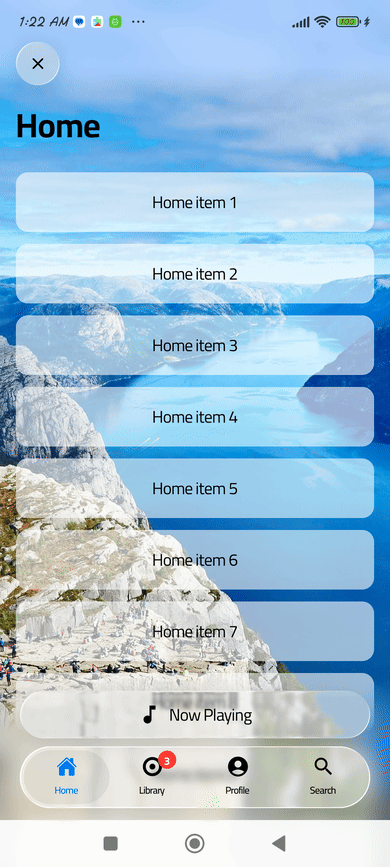 1:22 AM
100
Home
Home item 1
Home item 2
Home item 3
Home item 4
Home item 5
Home item 6
Home item 7
Now Playing
3
Home
Library
Profile
Search